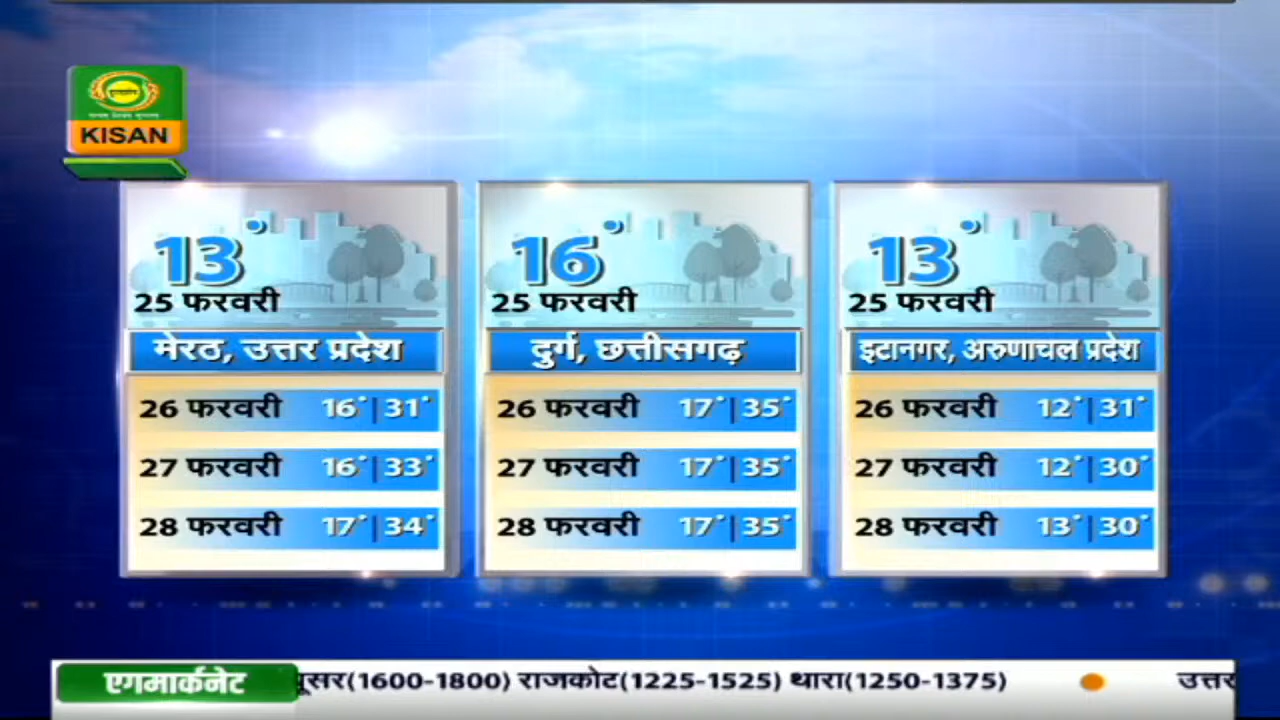 KISAN
13°
25 फरवरी
मेरठ, उत्तर प्रदेश
26 फरवरी 16° | 31°
27 फरवरी 16° | 33°
28 फरवरी 17° | 34°
16°
25 फरवरी
दुर्ग, छत्तीसगढ़
26 फरवरी 17° | 35°
27 फरवरी 17° | 35°
28 फरवरी 17° | 35°
13°
25 फरवरी
इटानगर, अरुणाचल प्रदेश
26 फरवरी 12° | 31°
27 फरवरी 12° | 30°
28 फरवरी 13° | 30°
एगमार्कनेट (1600-1800) राजकोट(1225-1525) थारा(1250-1375) उत्तर